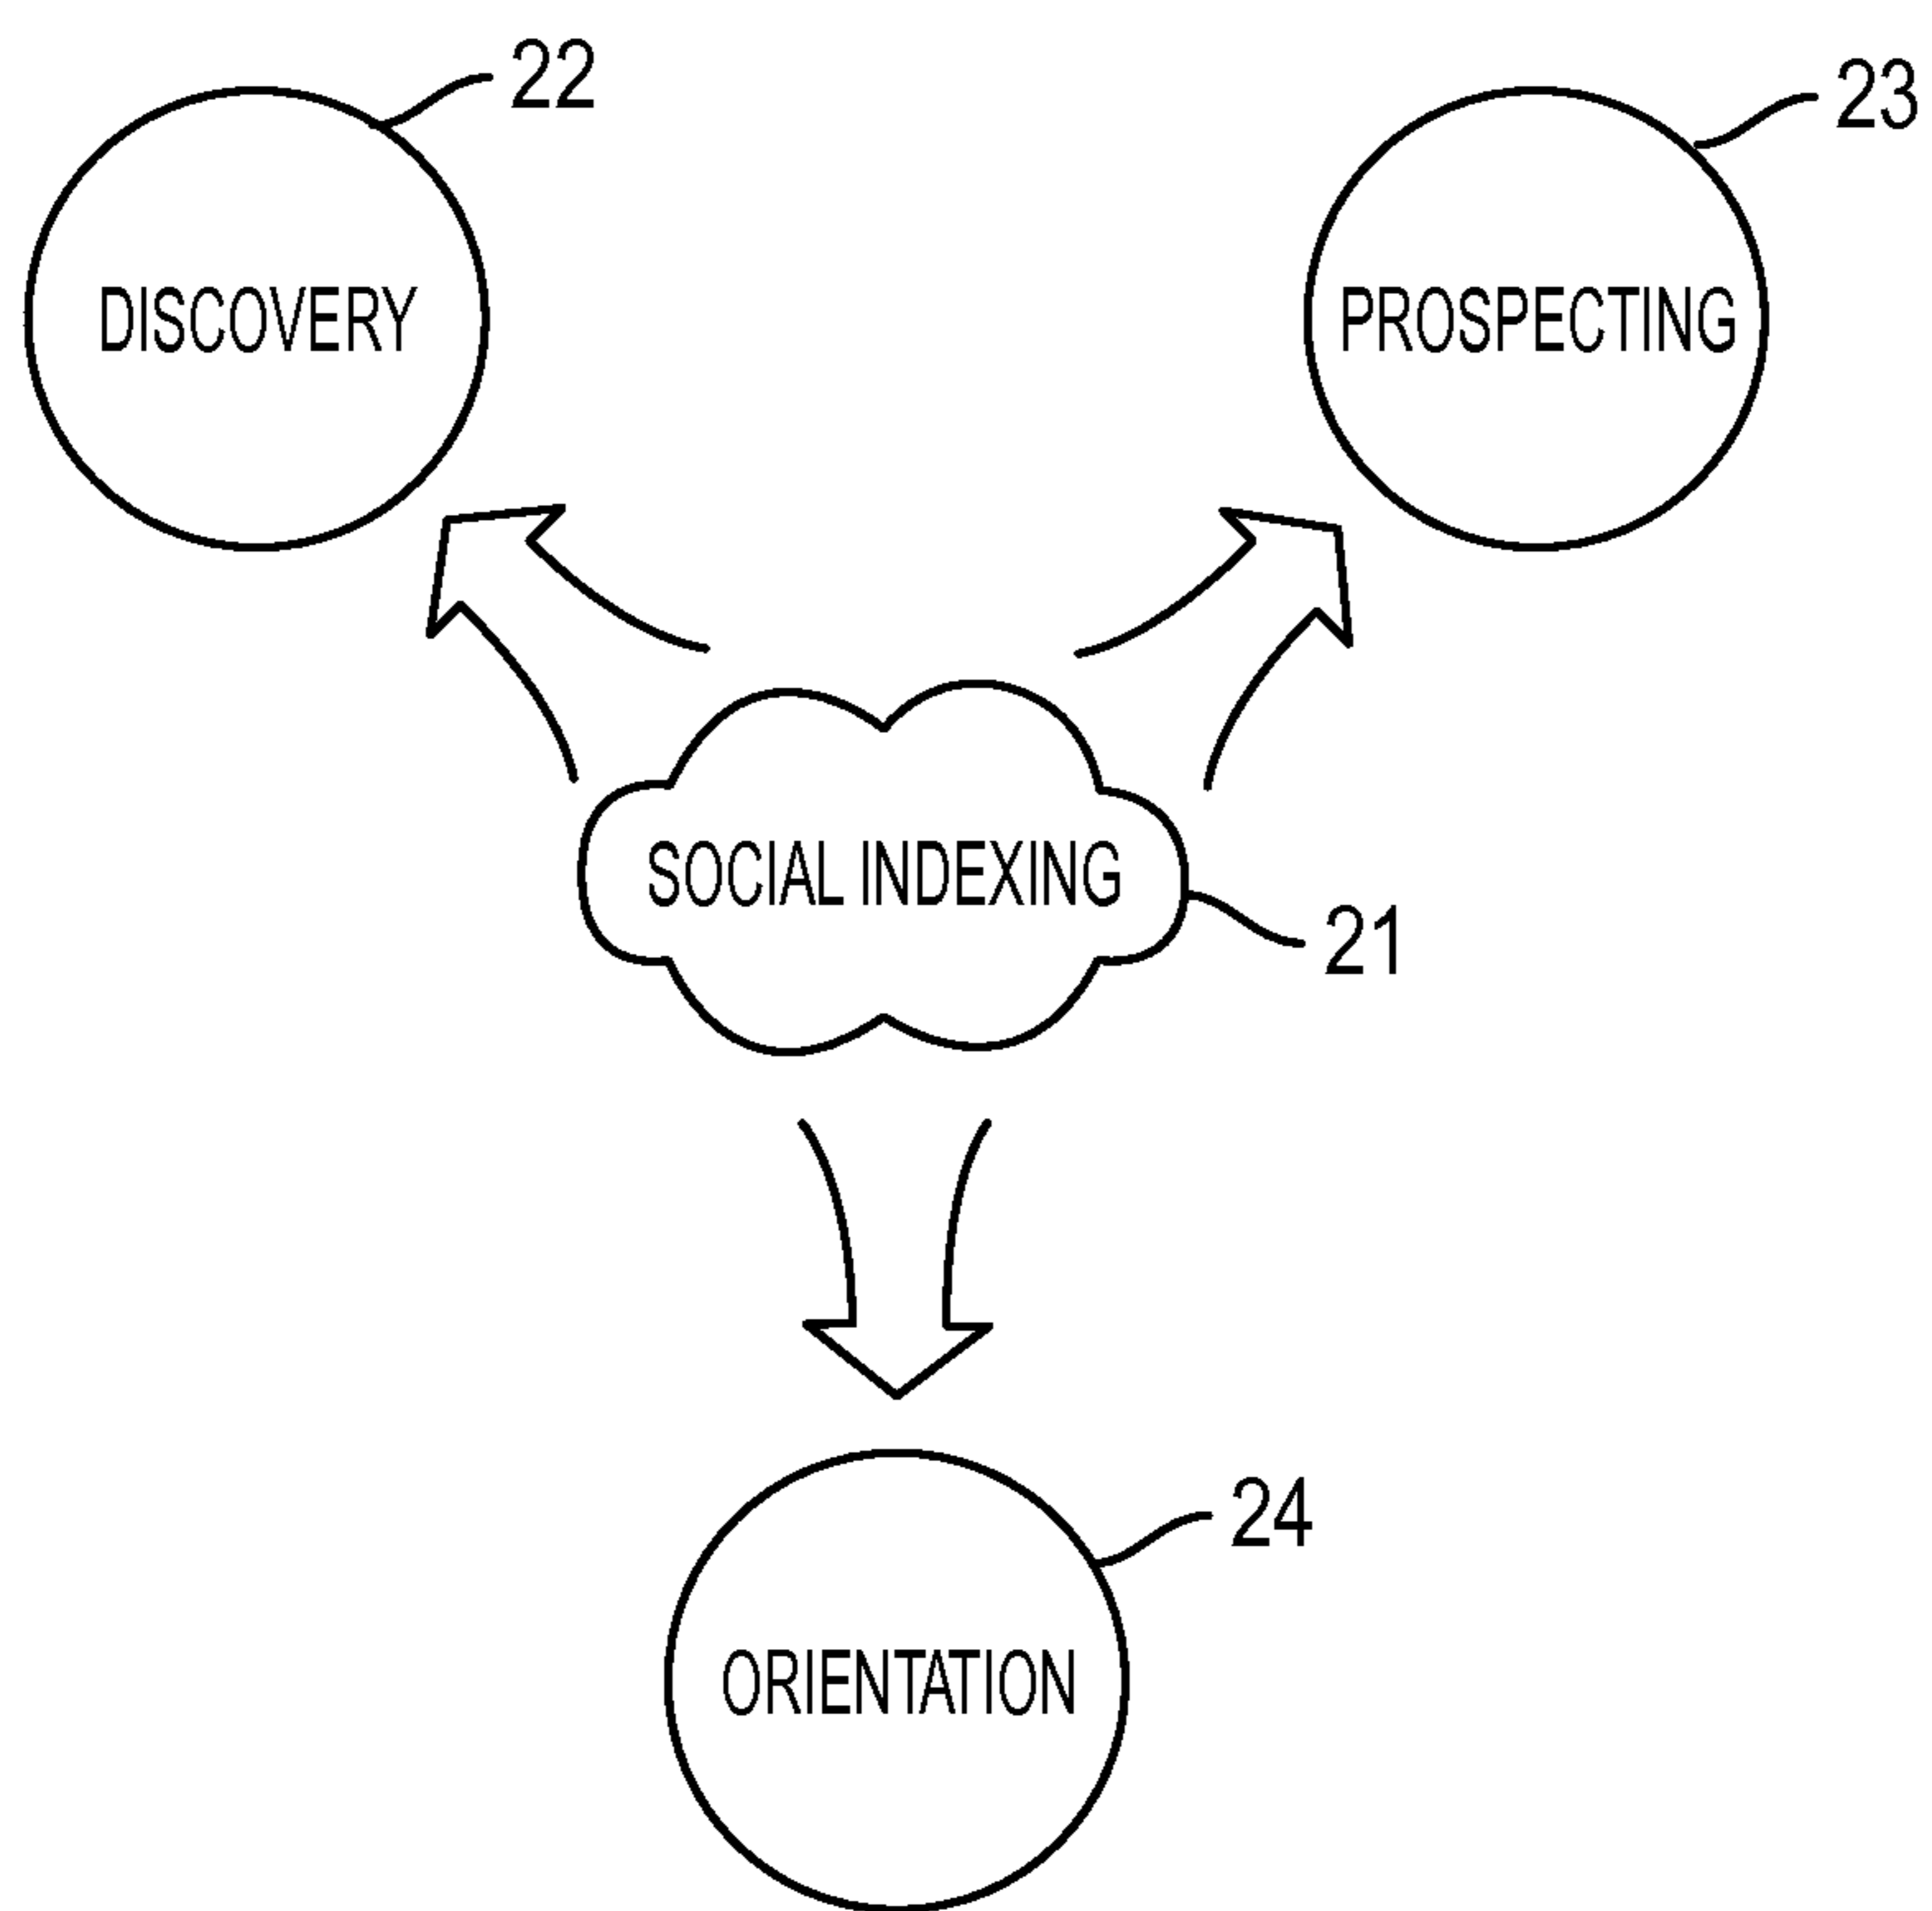 22
23
DISCOVERY
PROSPECTING
SOCIAL INDEXING
21
24
ORIENTATION